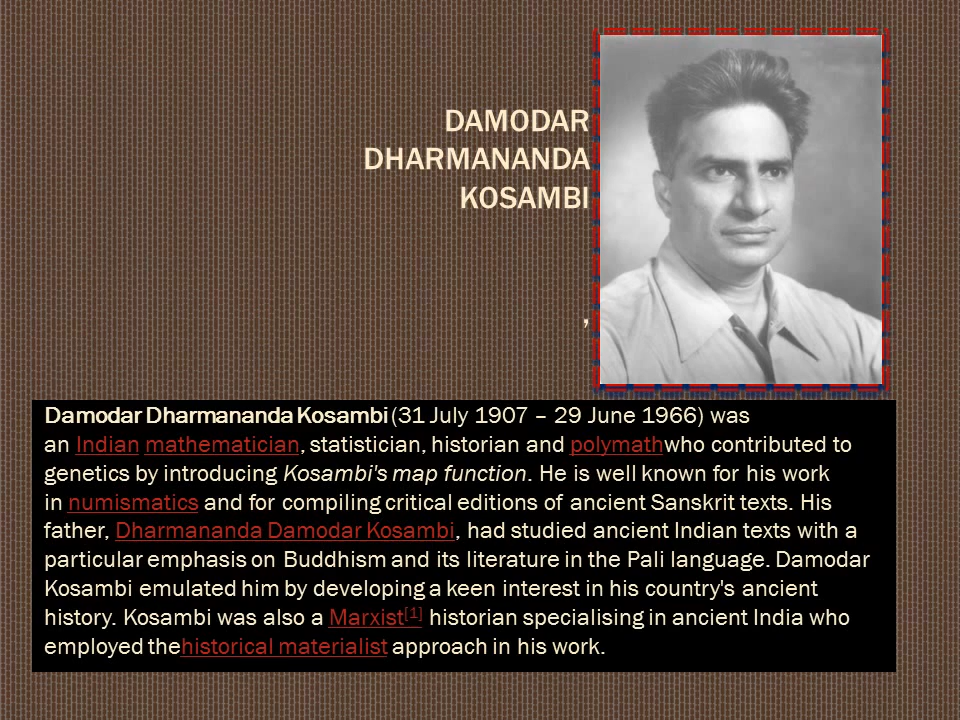 DAMODAR
DHARMANANDA
KOSAMBI
,
Damodar Dharmananda Kosambi (31 July 1907 – 29 June 1966) was
an Indian mathematician, statistician, historian and polymathwho contributed to
genetics by introducing Kosambi's map function. He is well known for his work
in numismatics and for compiling critical editions of ancient Sanskrit texts. His
father, Dharmananda Damodar Kosambi, had studied ancient Indian texts with a
particular emphasis on Buddhism and its literature in the Pali language. Damodar
Kosambi emulated him by developing a keen interest in his country's ancient
history. Kosambi was also a Marxist[1] historian specialising in ancient India who
employed thehistorical materialist approach in his work.